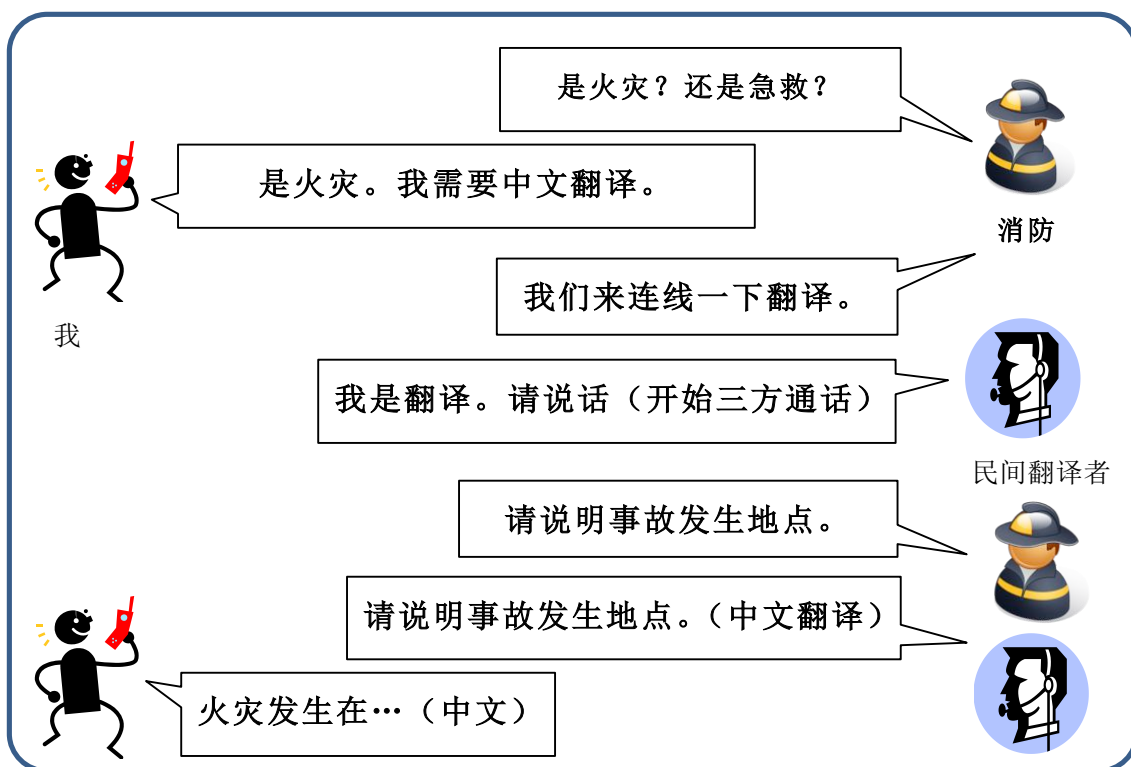 是火灾？还是急救？
是火灾。我需要中文翻译。
消防
我们来连线一下翻译。
我
我是翻译。请说话（开始三方通话）
民间翻译者
请说明事故发生地点。
请说明事故发生地点。（中文翻译）
火灾发生在…（中文）